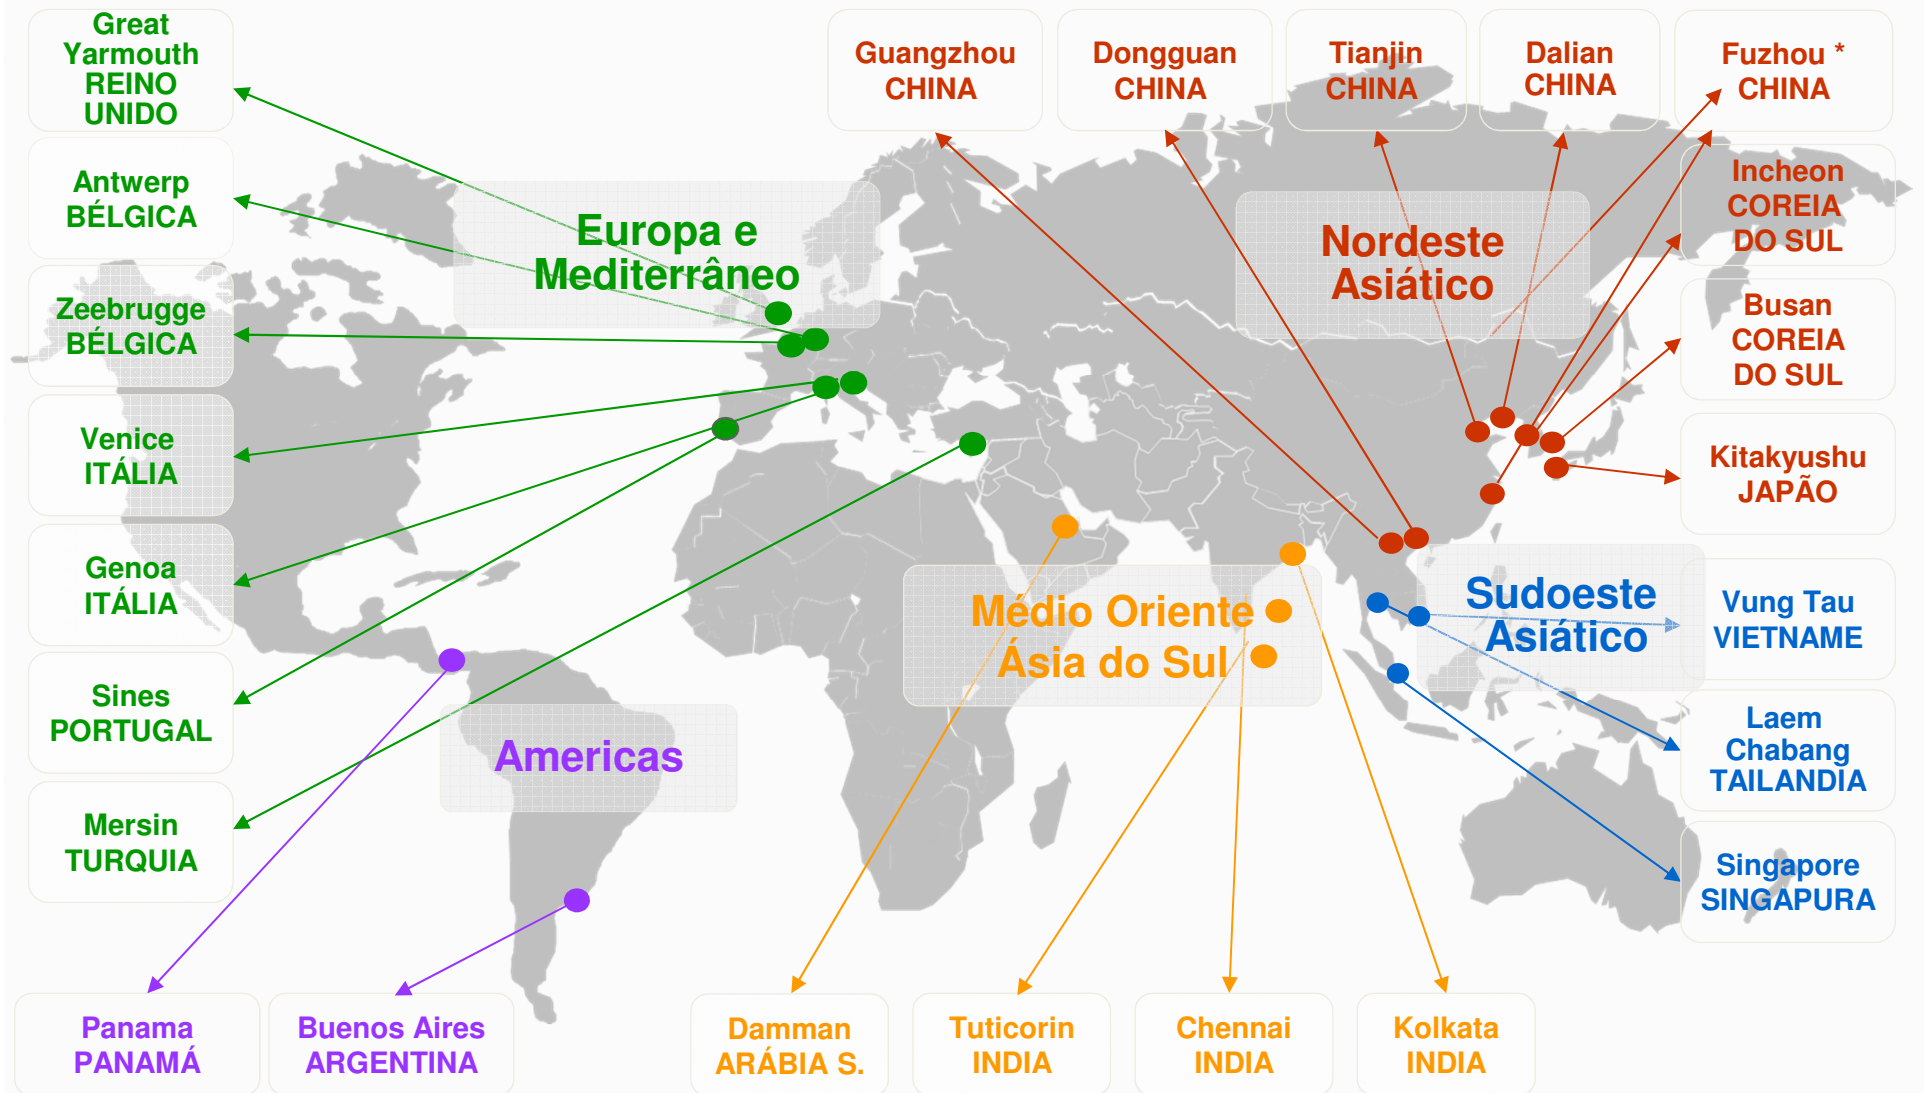 Great
Yarmouth
REINO
UNIDO
Antwerp
BÉLGICA
Zeebrugge
BÉLGICA
Venice
ITÁLIA
Genoa
ITÁLIA
Sines
PORTUGAL
Mersin
TURQUIA
Europa e
Mediterrâneo
Guangzhou
CHINA
Dongguan
CHINA
Tianjin
CHINA
Dalian
CHINA
Fuzhou *
CHINA
Nordeste
Asiático
Incheon
COREIA
DO SUL
Busan
COREIA
DO SUL
Kitakyushu
JAPÃO
Sudoeste
Asiático
Vung Tau
VIETNAME
Laem
Chabang
TAILANDIA
Singapore
SINGAPURA
Médio Oriente
Ásia do Sul
Americas
Panama
PANAMÁ
Buenos Aires
ARGENTINA
Damman
ARÁBIA S.
Tuticorin
INDIA
Chennai
INDIA
Kolkata
INDIA